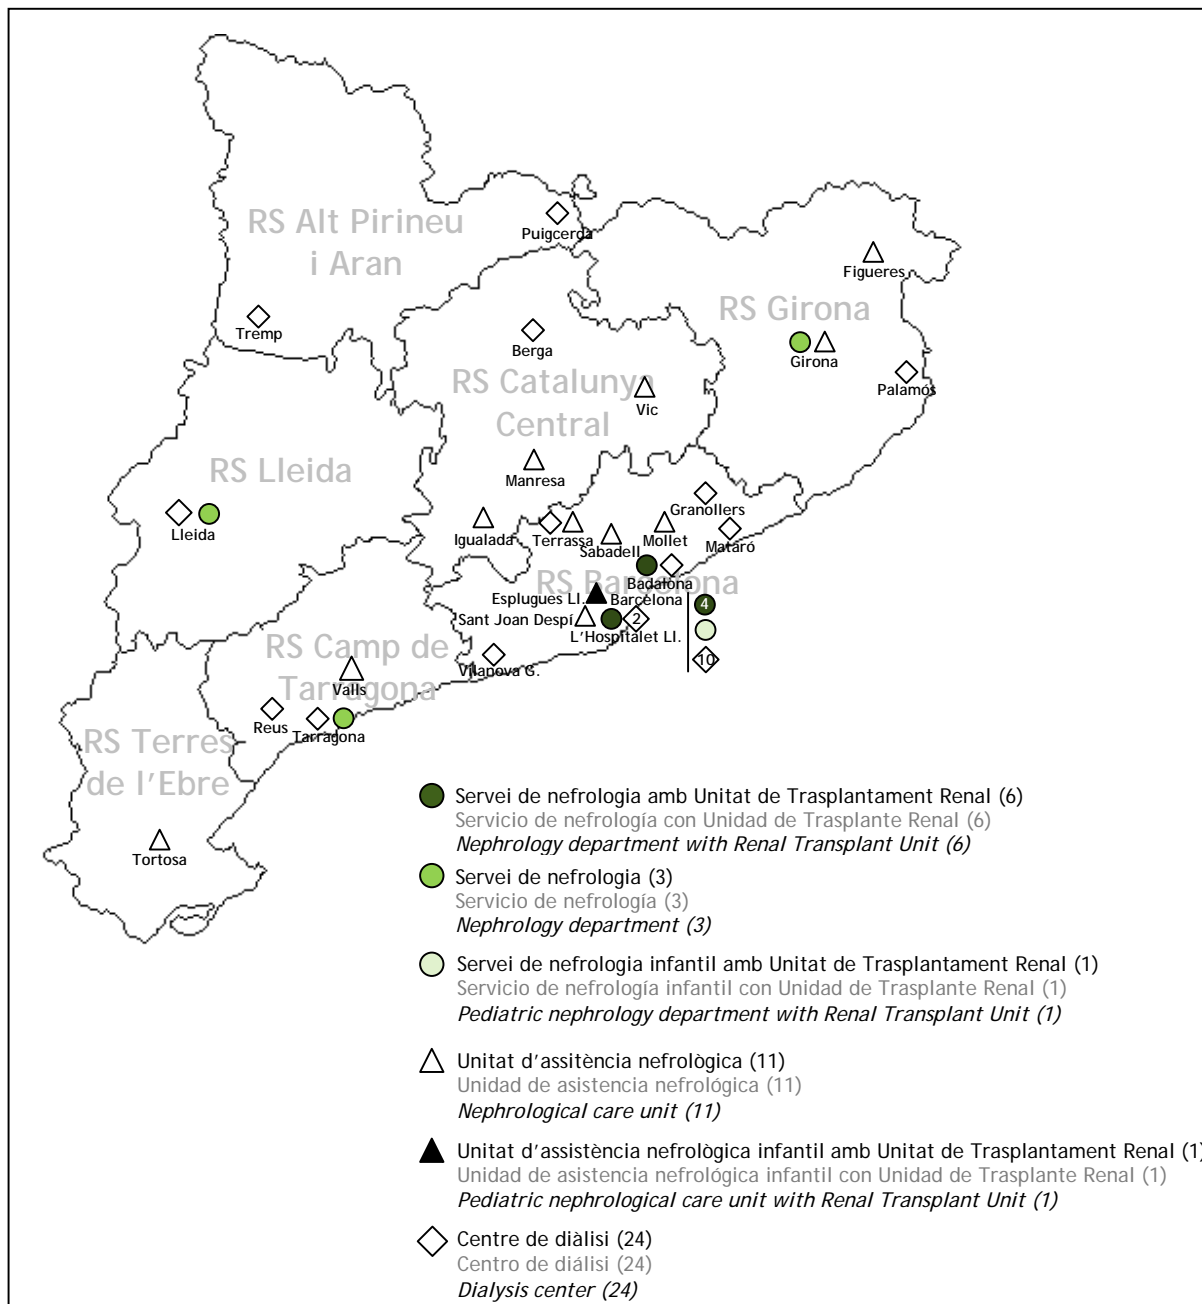 RS Alt Pirineu
i Aran
Puigcerdà
Tremp
Figueres
RS Girona
Girona
Palamós
Berga
RS Catalunya
Central
Vic
Manresa
Igualada
RS Lleida
Lleida
Granollers
Terrassa
Sabadell
Mollet
Mataró
RS Barcelona
Badalona
Esplugues Ll.
Barcelona
4
Sant Joan Despí
2
L'Hospitalet Ll.
10
Vilanova G.
RS Camp de
Tarragona
Valls
Reus
Tarragona
RS Terres
de l'Ebre
Tortosa
Servei de nefrologia amb Unitat de Trasplantament Renal (6)
Servicio de nefrología con Unidad de Trasplante Renal (6)
Nephrology department with Renal Transplant Unit (6)
Servei de nefrologia (3)
Servicio de nefrología (3)
Nephrology department (3)
Servei de nefrologia infantil amb Unitat de Trasplantament Renal (1)
Servicio de nefrología infantil con Unidad de Trasplante Renal (1)
Pediatric nephrology department with Renal Transplant Unit (1)
Unitat d'assitència nefrològica (11)
Unidad de asistencia nefrológica (11)
Nephrological care unit (11)
Unitat d'assistència nefrològica infantil amb Unitat de Trasplantament Renal (1)
Unidad de asistencia nefrológica infantil con Unidad de Trasplante Renal (1)
Pediatric nephrological care unit with Renal Transplant Unit (1)
Centre de diàlisi (24)
Centro de diálisi (24)
Dialysis center (24)